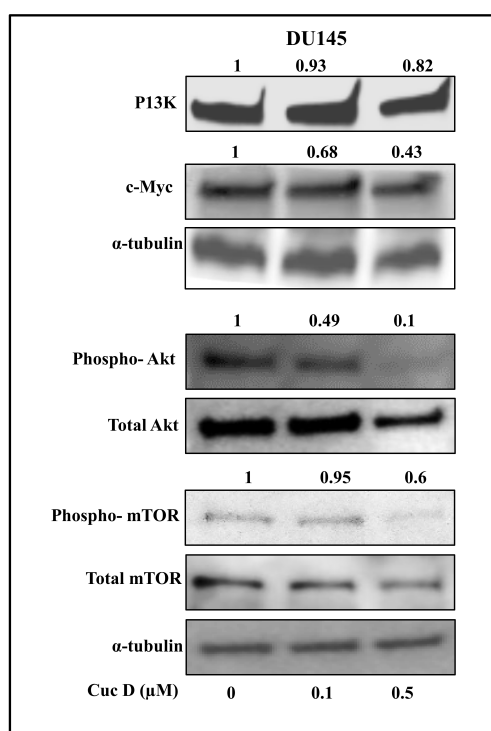 DU145
1 0.93 0.82
P13K
1 0.68 0.43
c-Myc
α-tubulin
1 0.49 0.1
Phospho- Akt
Total Akt
1 0.95 0.6
Phospho- mTOR
Total mTOR
α-tubulin
Cuc D (µM) 0 0.1 0.5